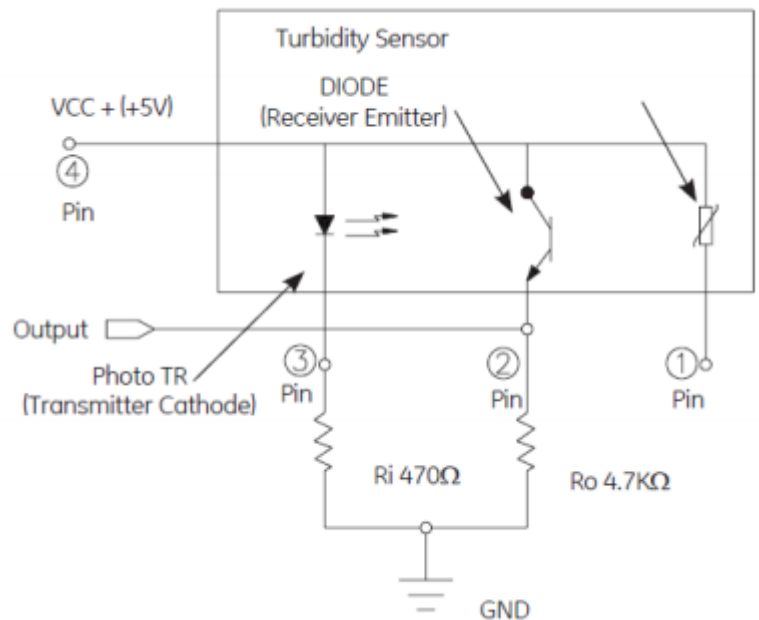 Turbidity Sensor
DIODE
(Receiver Emitter)
VCC + (+5V)
④
Pin
Output
Photo TR
(Transmitter Cathode)
③
Pin
②
Pin
①
Pin
Ri 470Ω
Ro 4.7KΩ
GND